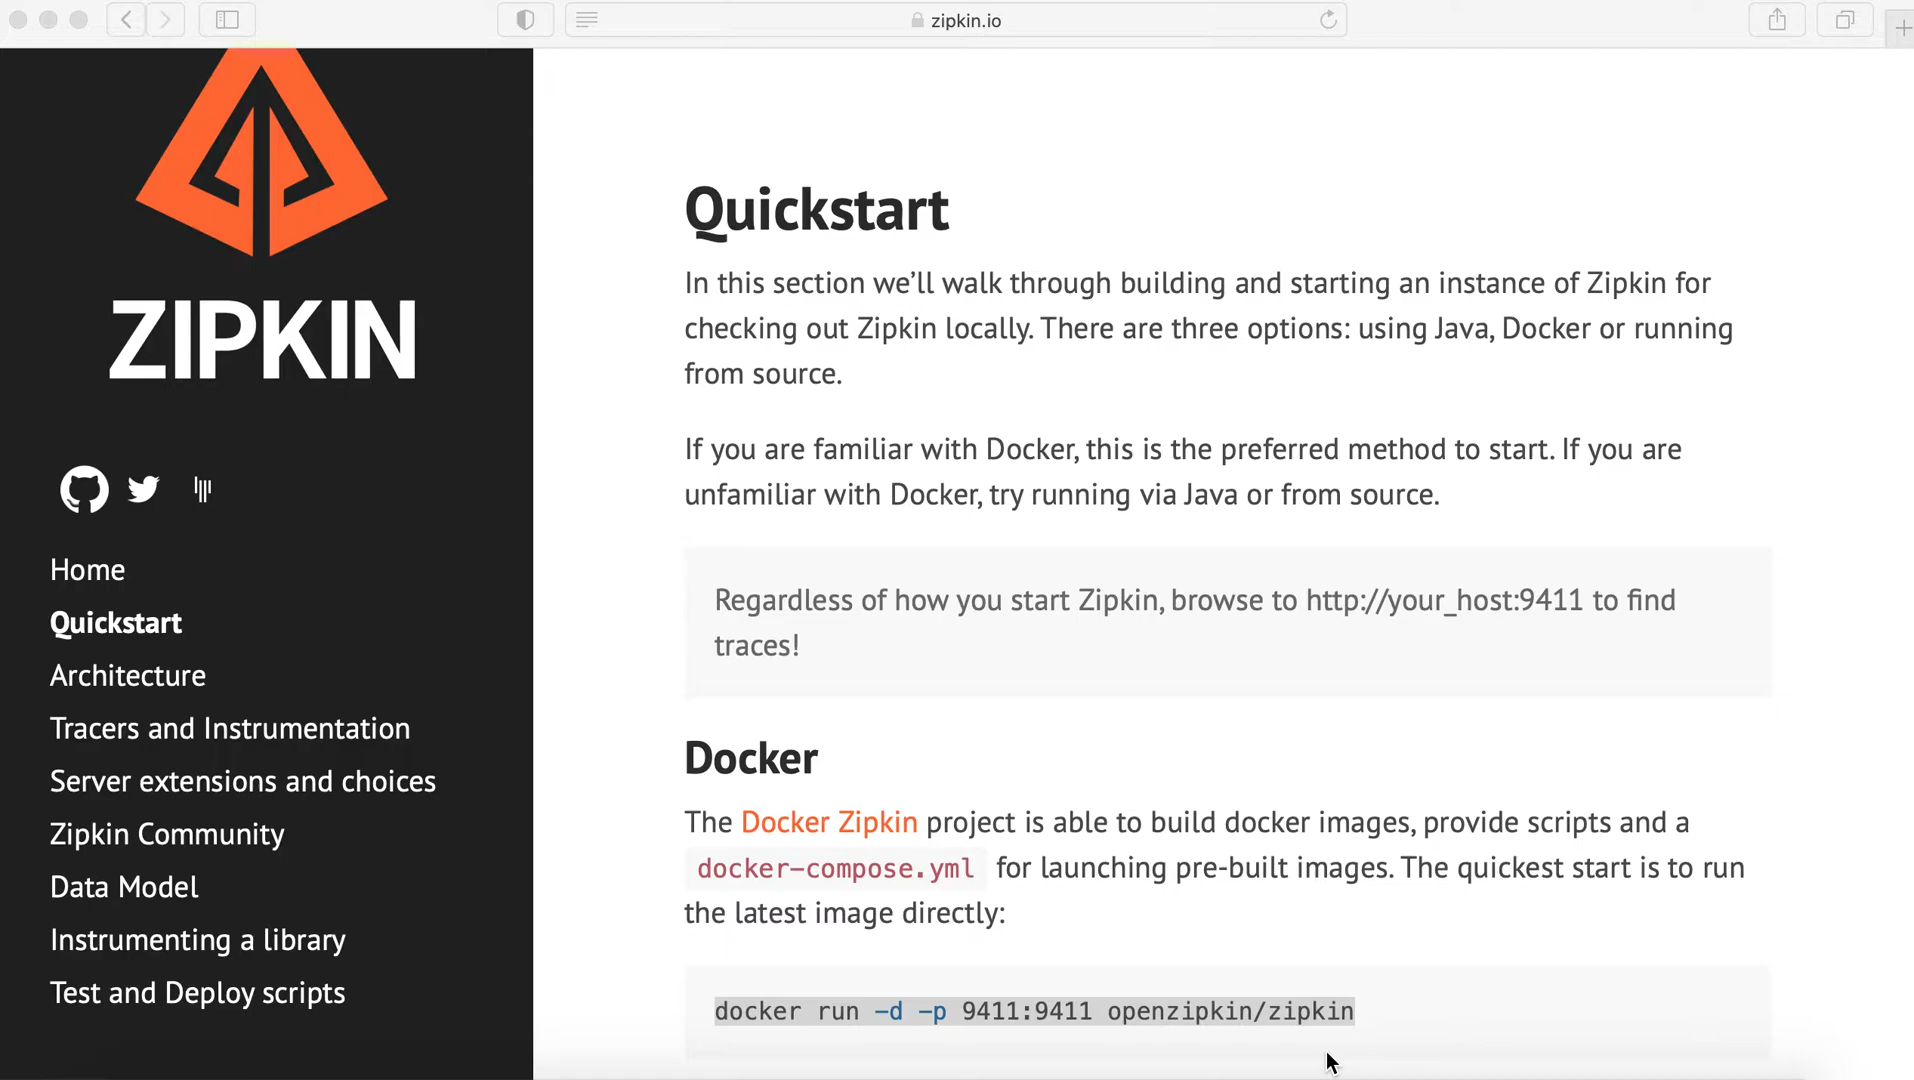 zipkin.io
ZIPKIN
Home
Quickstart
Architecture
Tracers and Instrumentation
Server extensions and choices
Zipkin Community
Data Model
Instrumenting a library
Test and Deploy scripts
Quickstart
In this section we’ll walk through building and starting an instance of Zipkin for
checking out Zipkin locally. There are three options: using Java, Docker or running
from source.
If you are familiar with Docker, this is the preferred method to start. If you are
unfamiliar with Docker, try running via Java or from source.
Regardless of how you start Zipkin, browse to http://your_host:9411 to find
traces!
Docker
The Docker Zipkin project is able to build docker images, provide scripts and a
docker-compose.yml for launching pre-built images. The quickest start is to run
the latest image directly:
docker run -d -p 9411:9411 openzipkin/zipkin